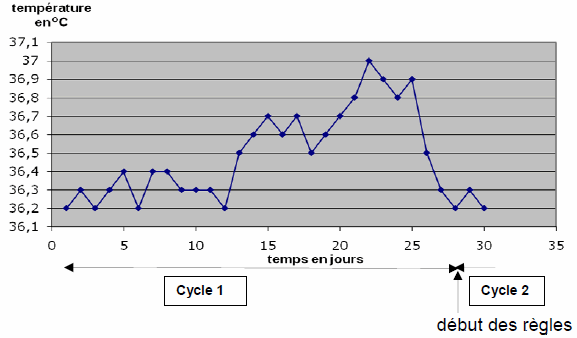 température
en°C
37,1
37
36,9
36,8
36,7
36,6
36,5
36,4
36,3
36,2
36,1
0 5 10 15 20 25 30 35
temps en jours
Cycle 1
Cycle 2
début des règles